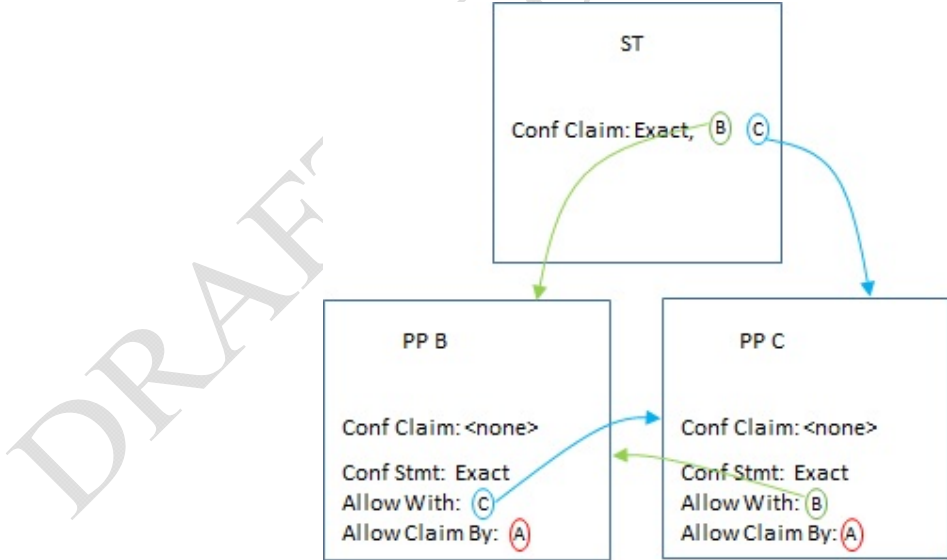 ST
Conf Claim: Exact, B C
PP B
Conf Claim: <none>
Conf Stmt: Exact
Allow With: C
Allow Claim By: A
PP C
Conf Claim: <none>
Conf Stmt: Exact
Allow With: B
Allow Claim By: A
DRAFT